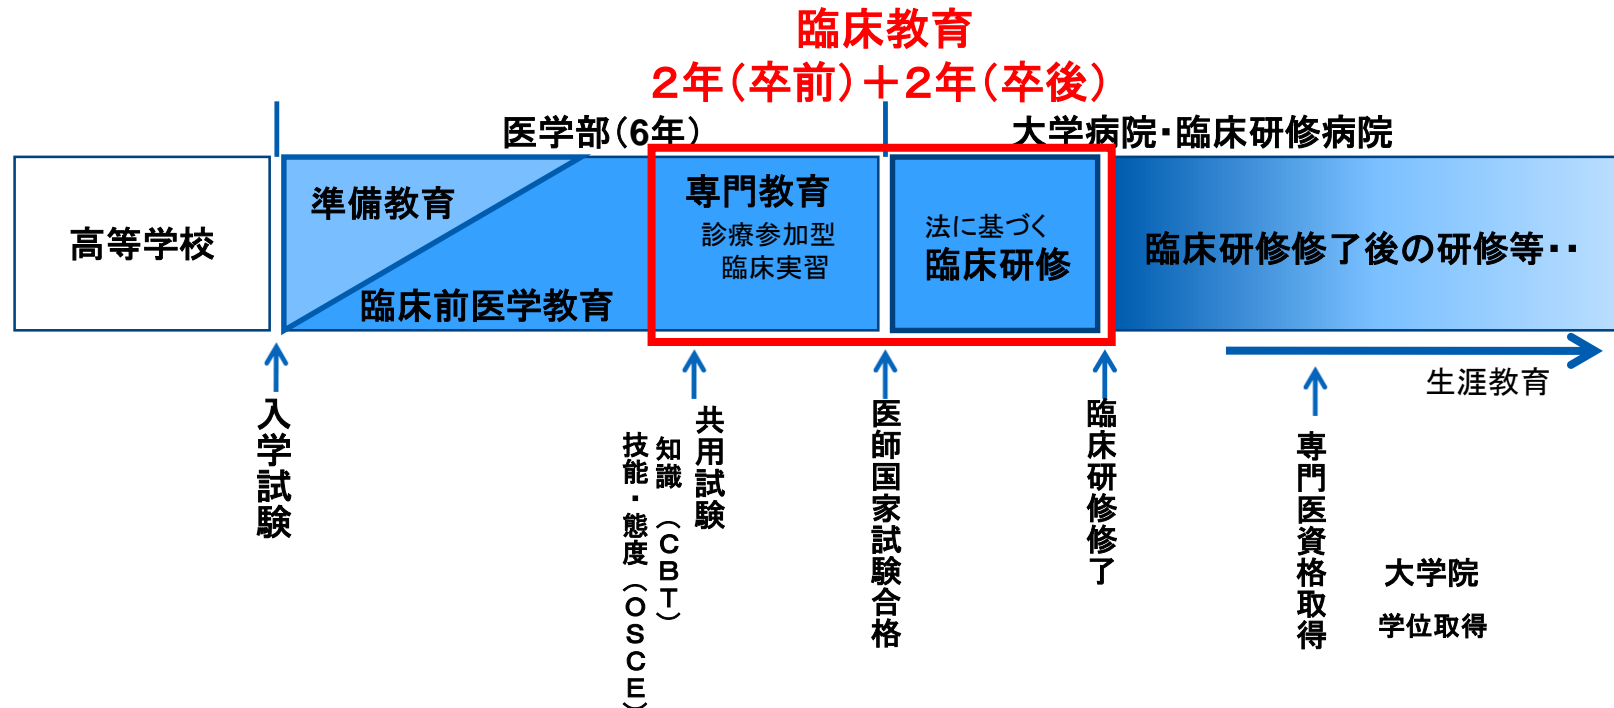 臨床教育
２年（卒前）＋２年（卒後）
医学部（6年）
大学病院・臨床研修病院
高等学校
準備教育
臨床前医学教育
専門教育
診療参加型
臨床実習
法に基づく
臨床研修
臨床研修修了後の研修等・・
生涯教育
入学試験
共用試験
知識 （ＣＢＴ）
技能・態度（ＯＳＣＥ）
医師国家試験合格
臨床研修修了
専門医資格取得
大学院
学位取得